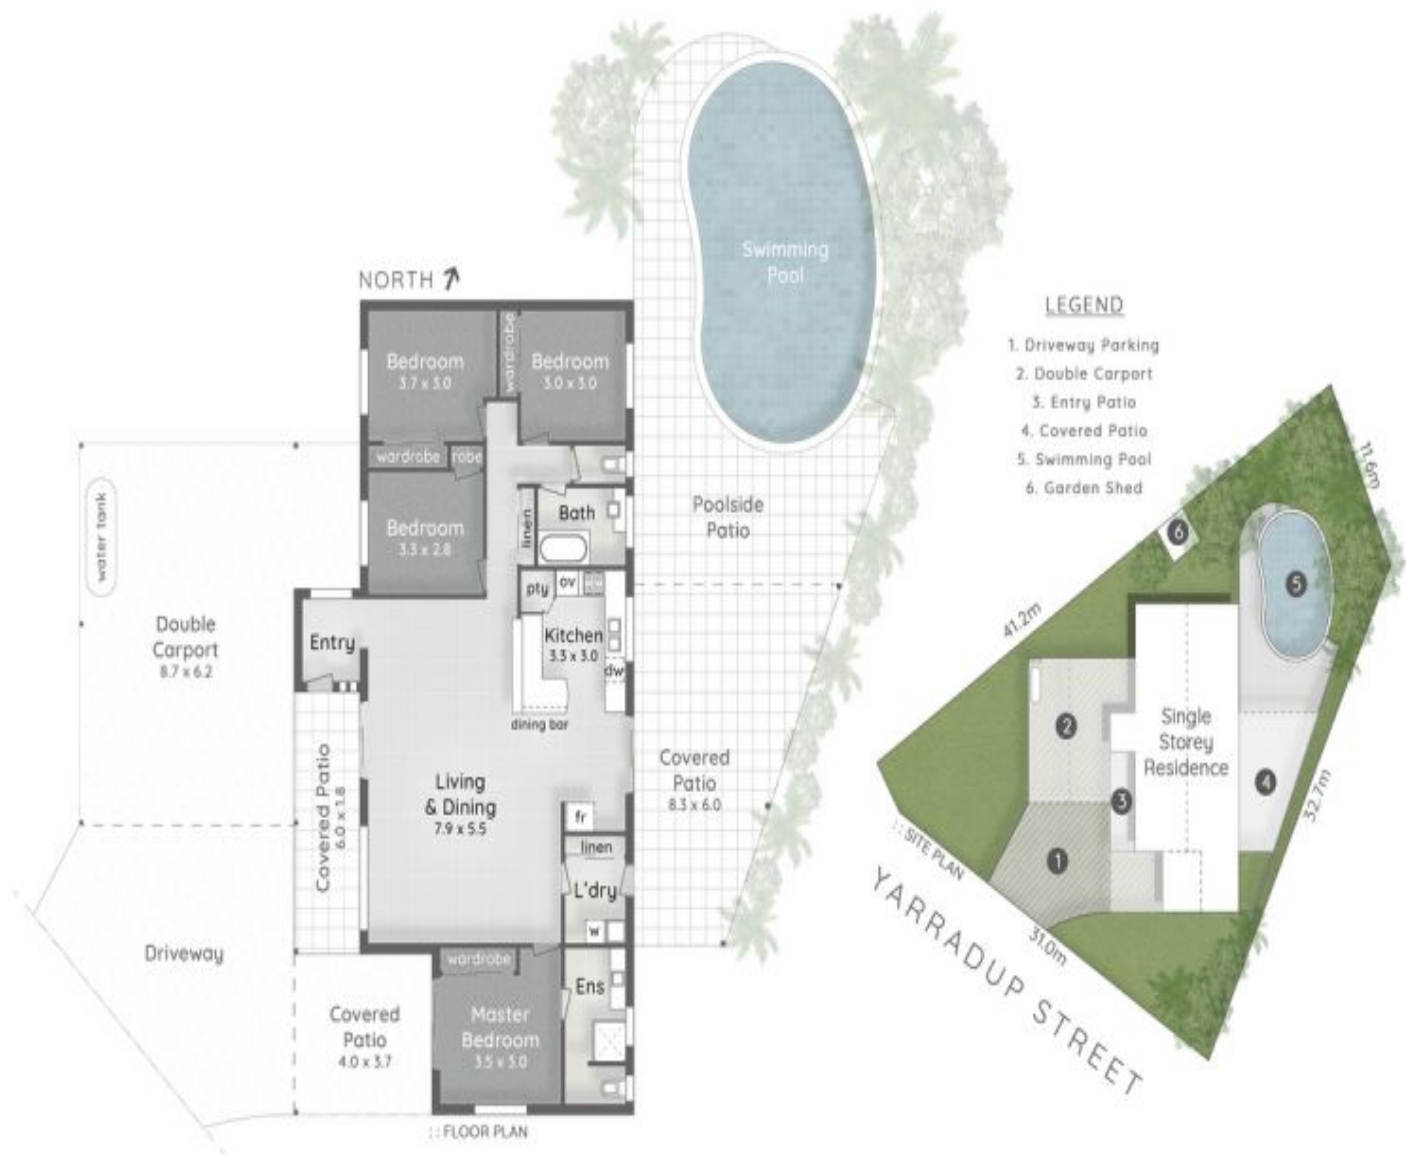 NORTH
Swimming
Pool
Bedroom
3.7 x 3.0
wardrobe
Bedroom
3.0 x 3.0
wardrobe
robe
Bedroom
3.3 x 2.8
linen
Bath
pty
ov
Kitchen
3.3 x 3.0
dw
dining bar
Entry
water tank
Double
Carport
8.7 x 6.2
Poolside
Patio
Covered Patio
6.0 x 1.8
Living
& Dining
7.9 x 5.5
Covered
Patio
8.3 x 6.0
fr
linen
L'dry
w
Driveway
wardrobe
Master
Bedroom
3.5 x 3.0
Ens
Covered
Patio
4.0 x 3.7
:: FLOOR PLAN
LEGEND
1. Driveway Parking
2. Double Carport
3. Entry Patio
4. Covered Patio
5. Swimming Pool
6. Garden Shed
11.6m
6
5
41.2m
2
Single
Storey
Residence
3
4
32.7m
1
:: SITE PLAN
31.0m
YARRADUP STREET